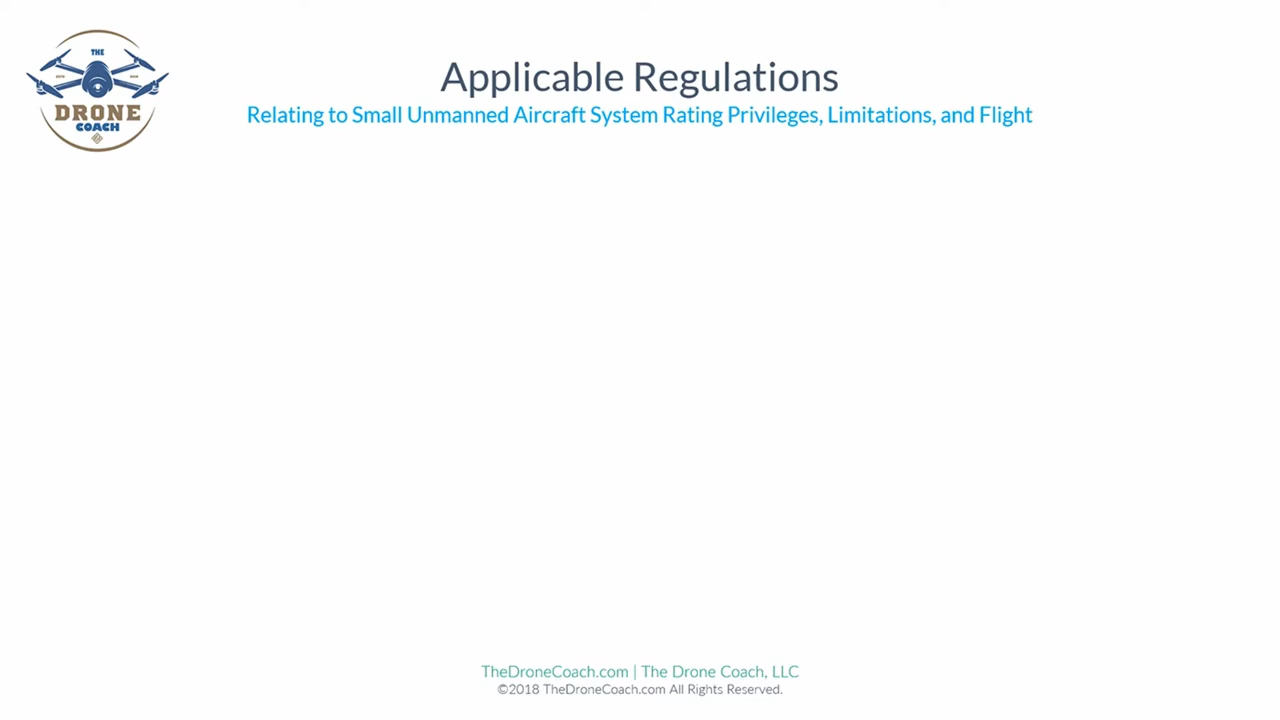 THE
DRONE
COACH
Applicable Regulations
Relating to Small Unmanned Aircraft System Rating Privileges, Limitations, and Flight
TheDroneCoach.com | The Drone Coach, LLC
©2018 TheDroneCoach.com All Rights Reserved.